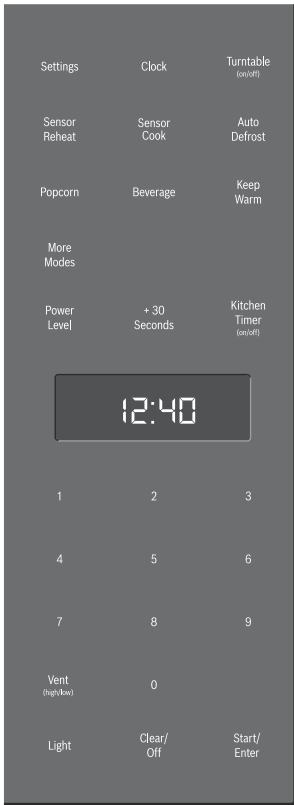 Settings
Clock
Turntable
(on/off)
Sensor
Reheat
Sensor
Cook
Auto
Defrost
Popcorn
Beverage
Keep
Warm
More
Modes
Power
Level
+ 30
Seconds
Kitchen
Timer
(on/off)
12:40
1
2
3
4
5
6
7
8
9
Vent
(high/low)
0
Light
Clear/
Off
Start/
Enter